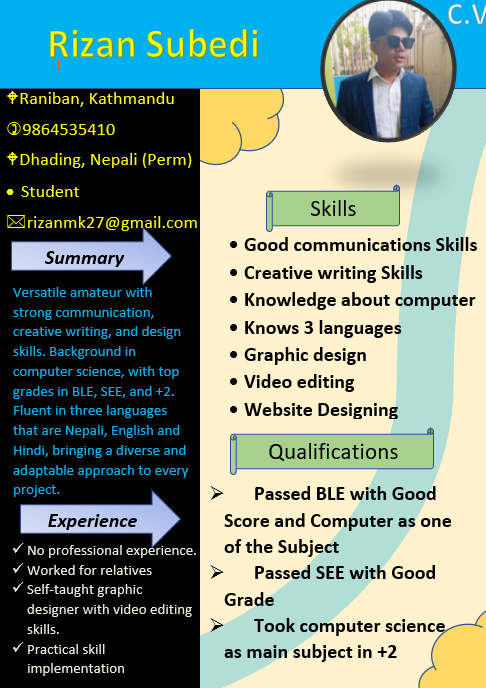 C.V
Rizan Subedi
Raniban, Kathmandu
9864535410
Dhading, Nepali (Perm)
• Student
rizanmk27@gmail.com
Summary
Versatile amateur with
strong communication,
creative writing, and design
skills. Background in
computer science, with top
grades in BLE, SEE, and +2.
Fluent in three languages
that are Nepali, English and
Hindi, bringing a diverse and
adaptable approach to every
project.
Experience
✓ No professional experience.
✓ Worked for relatives
✓ Self-taught graphic
designer with video editing
skills.
✓ Practical skill
implementation
Skills
• Good communications Skills
• Creative writing Skills
• Knowledge about computer
• Knows 3 languages
• Graphic design
• Video editing
• Website Designing
Qualifications
➢ Passed BLE with Good
Score and Computer as one
of the Subject
➢ Passed SEE with Good
Grade
➢ Took computer science
as main subject in +2